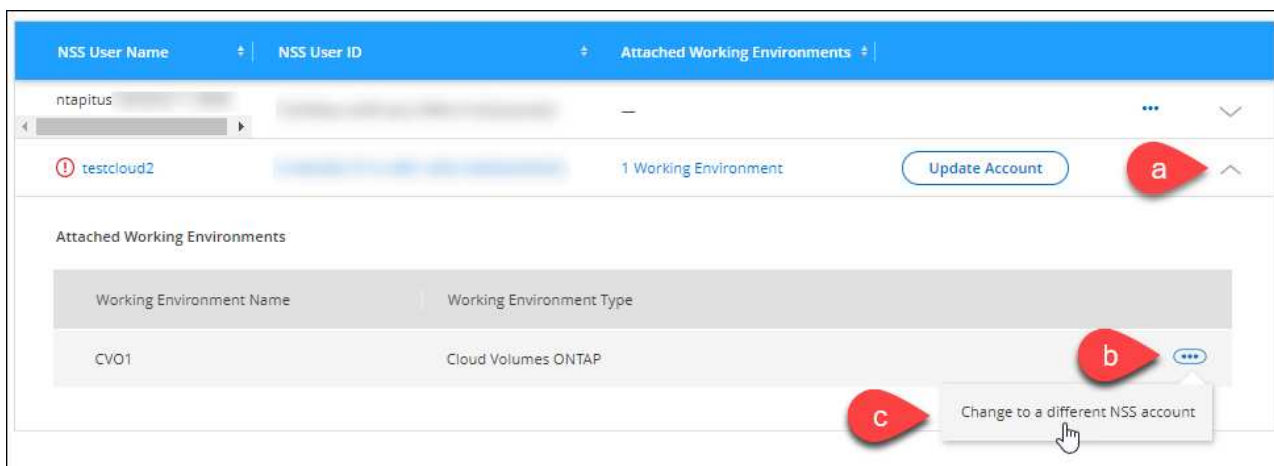 NSS User Name NSS User ID Attached Working Environments
ntapitus —
testcloud2 1 Working Environment Update Account a
Attached Working Environments
Working Environment Name Working Environment Type
CVO1 Cloud Volumes ONTAP b
c Change to a different NSS account